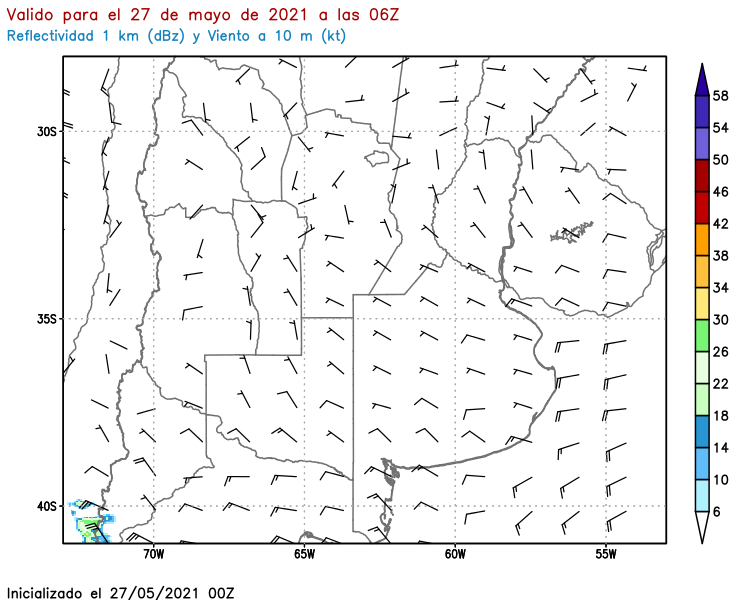 Valido para el 27 de mayo de 2021 a las 06Z
Reflectividad 1 km (dBz) y Viento a 10 m (kt)
58
54
30S
50
46
42
38
34
35S
30
26
22
18
14
10
40S
6
70W 65W 60W 55W
Inicializado el 27/05/2021 00Z